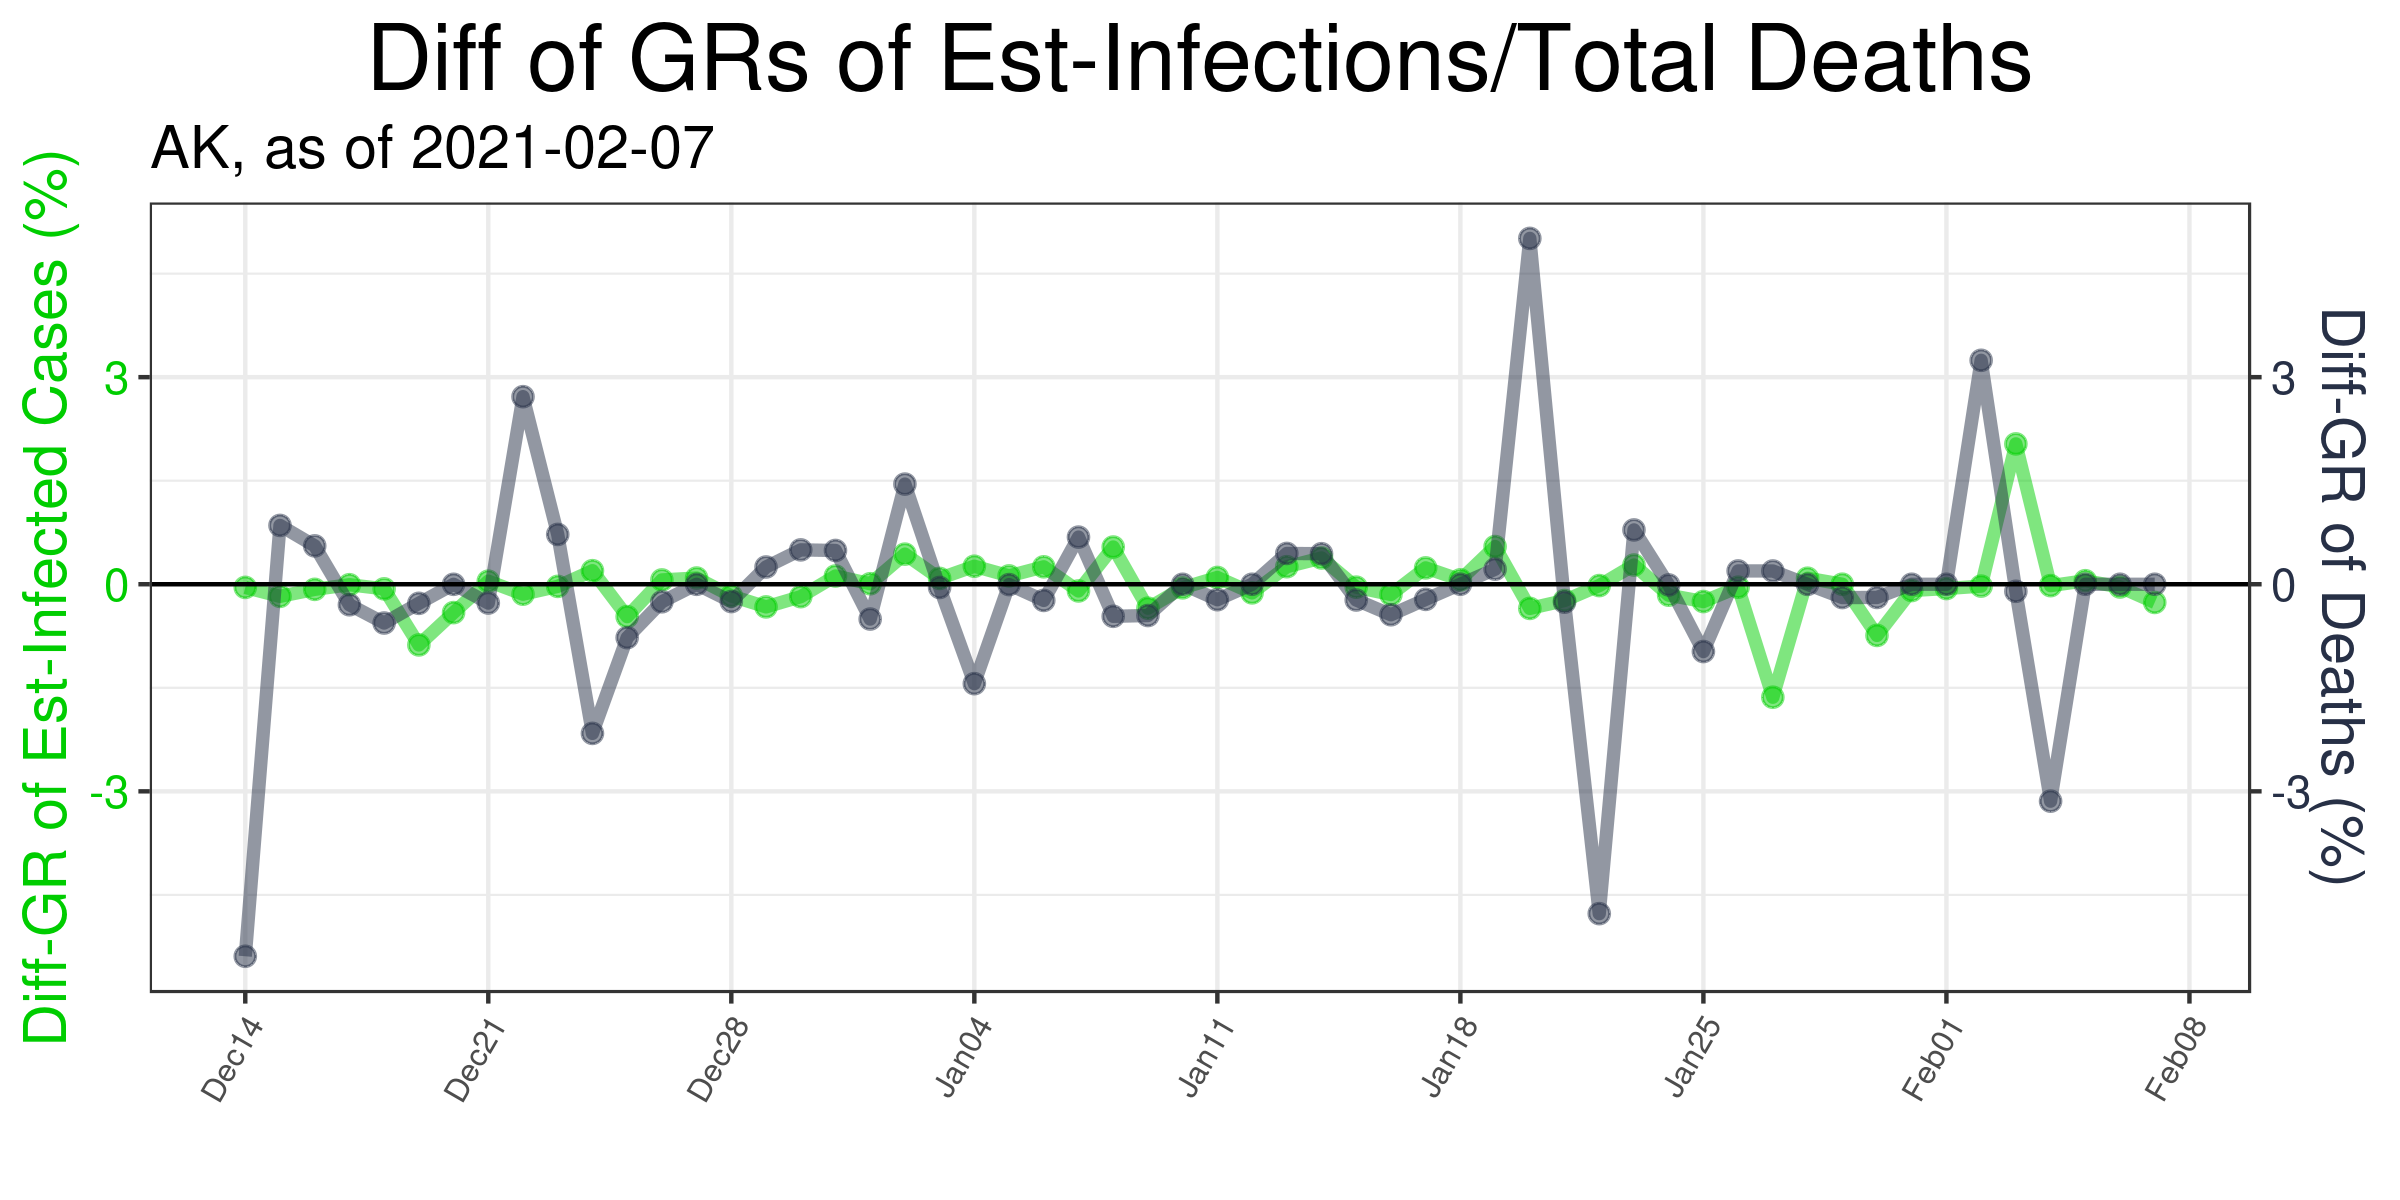 Diff of GRs of Est-Infections/Total Deaths
AK, as of 2021-02-07
Diff-GR of Est-Infected Cases (%)
3
0
-3
3
0
-3
Diff-GR of Deaths (%)
Dec14
Dec21
Dec28
Jan04
Jan11
Jan18
Jan25
Feb01
Feb08